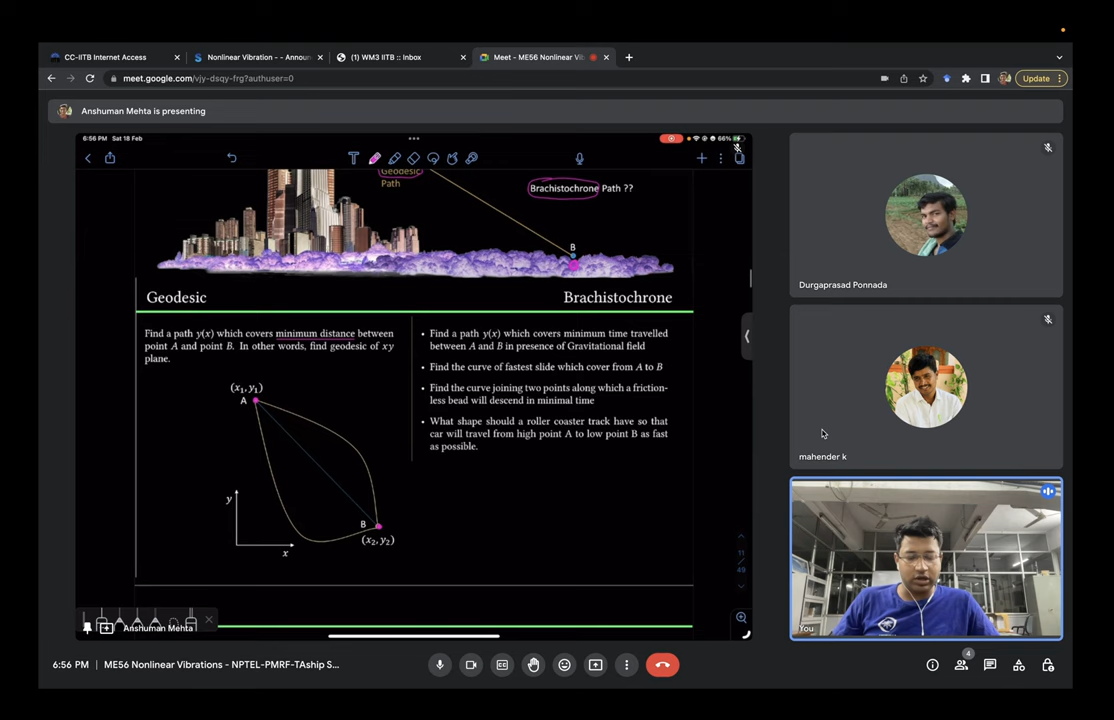 CC-IITB Internet Access
Nonlinear Vibration - - Announ
(1) WM3 IITB :: Inbox
Meet - ME56 Nonlinear Vib
meet.google.com/vjy-dsqy-frg?authuser=0
Update
Anshuman Mehta is presenting
6:56 PM Sat 18 Feb
66%
Geodesic
Path
Brachistochrone Path ??
B
Geodesic
Brachistochrone
Find a path y(x) which covers minimum distance between
point A and point B. In other words, find geodesic of xy
plane.
(x₁, y₁)
A
y
B
(x₂, y₂)
x
• Find a path y(x) which covers minimum time travelled
between A and B in presence of Gravitational field
• Find the curve of fastest slide which cover from A to B
• Find the curve joining two points along which a friction-
less bead will descend in minimal time
• What shape should a roller coaster track have so that
car will travel from high point A to low point B as fast
as possible.
11
/
49
Anshuman Mehta
Durgaprasad Ponnada
mahender k
You
6:56 PM | ME56 Nonlinear Vibrations - NPTEL-PMRF-TAship S...
4